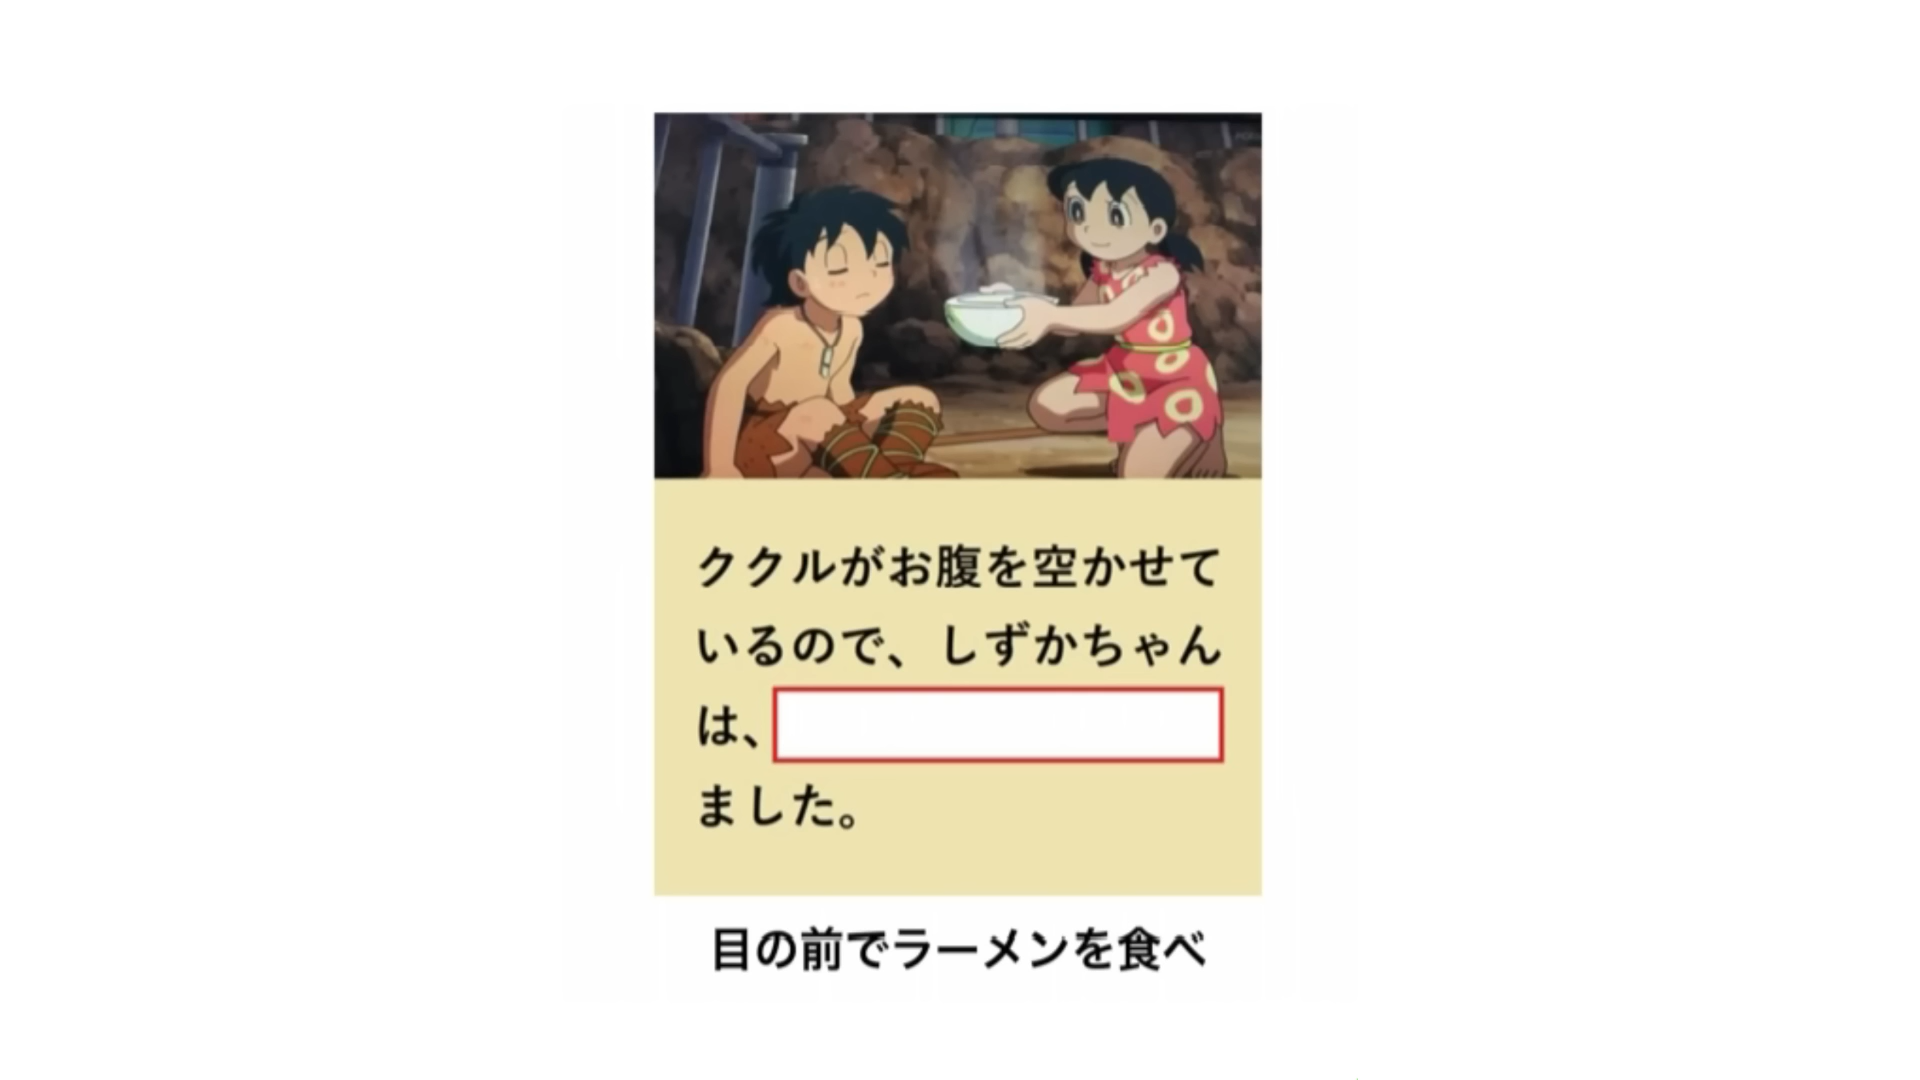 ククルがお腹を空かせて
いるので、しずかちゃん
は、
ました。
目の前でラーメンを食べ